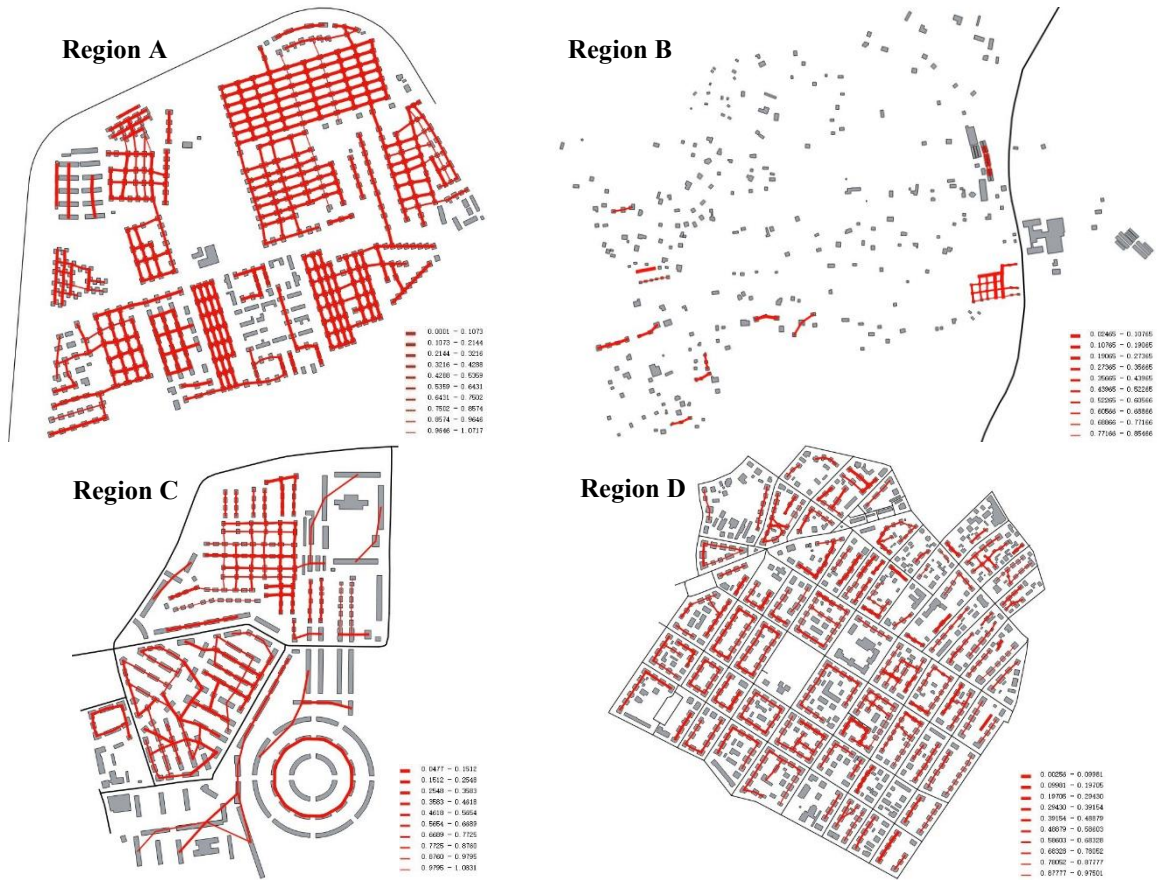 Region A
0.0001 - 0.1073
0.1073 - 0.2144
0.2144 - 0.3216
0.3216 - 0.4288
0.4288 - 0.5359
0.5359 - 0.6431
0.6431 - 0.7502
0.7502 - 0.8574
0.8574 - 0.9646
0.9646 - 1.0717
Region B
0.02465 - 0.10765
0.10765 - 0.19065
0.19065 - 0.27365
0.27365 - 0.35665
0.35665 - 0.43965
0.43965 - 0.52265
0.52265 - 0.60566
0.60566 - 0.68866
0.68866 - 0.77166
0.77166 - 0.85466
Region C
0.0477 - 0.1512
0.1512 - 0.2548
0.2548 - 0.3583
0.3583 - 0.4618
0.4618 - 0.5654
0.5654 - 0.6689
0.6689 - 0.7725
0.7725 - 0.8760
0.8760 - 0.9795
0.9795 - 1.0831
Region D
0.00256 - 0.09981
0.09981 - 0.19705
0.19705 - 0.29430
0.29430 - 0.39154
0.39154 - 0.48879
0.48879 - 0.58603
0.58603 - 0.68328
0.68328 - 0.78052
0.78052 - 0.87777
0.87777 - 0.97501